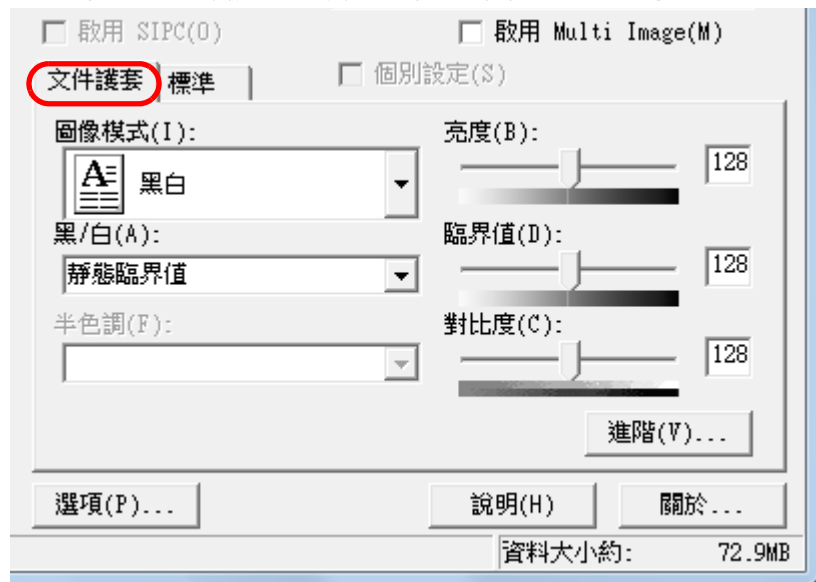 啟用 SIPC(O)
啟用 Multi Image(M)
文件護套
標準
個別設定(S)
圖像模式(I):
黑白
黑/白(A):
靜態臨界值
半色調(F):
亮度(B):
128
臨界值(D):
128
對比度(C):
128
進階(V)...
選項(P)...
說明(H)
關於...
資料大小約: 72.9MB